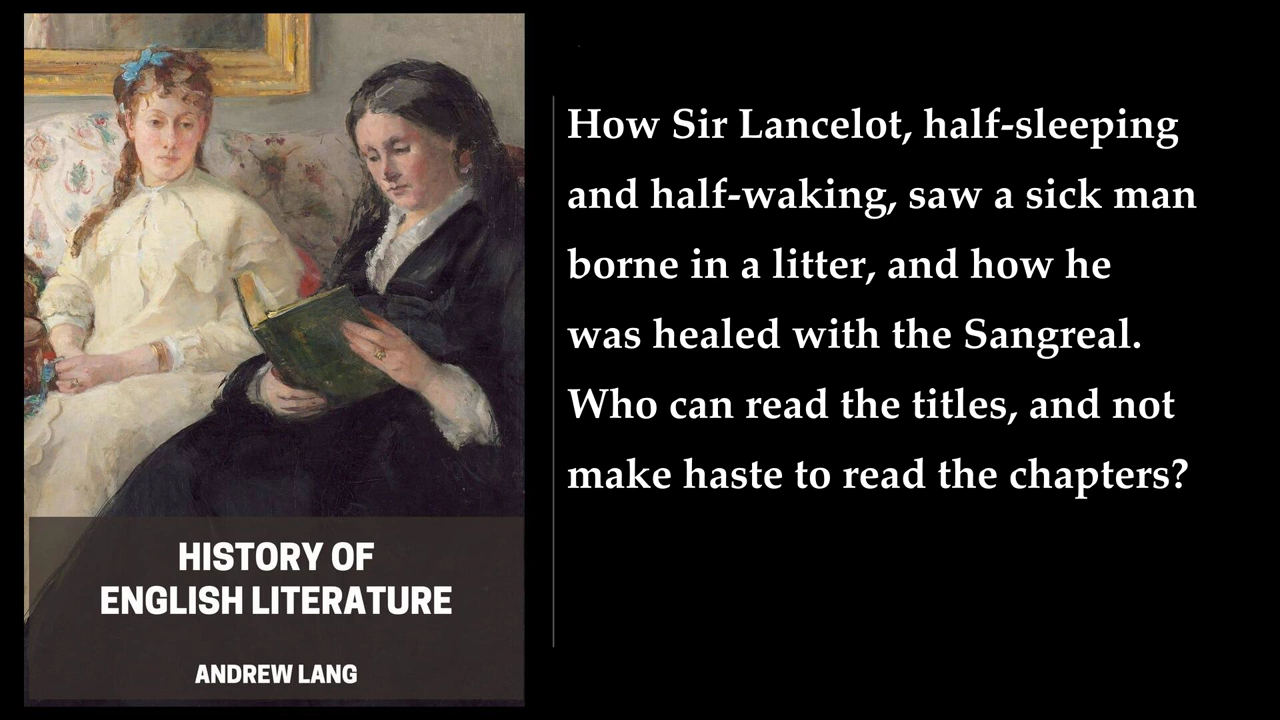 How Sir Lancelot, half-sleeping
and half-waking, saw a sick man
borne in a litter, and how he
was healed with the Sangreal.
Who can read the titles, and not
make haste to read the chapters?
HISTORY OF
ENGLISH LITERATURE
ANDREW LANG